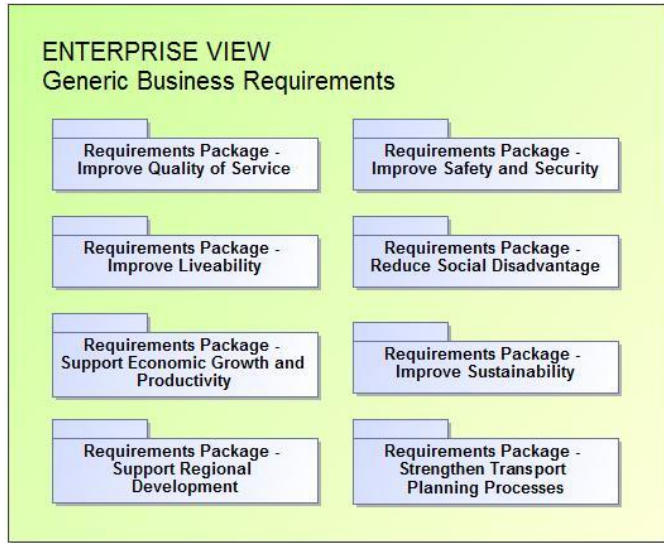 ENTERPRISE VIEW
Generic Business Requirements
Requirements Package -
Improve Quality of Service
Requirements Package -
Improve Safety and Security
Requirements Package -
Improve Liveability
Requirements Package -
Reduce Social Disadvantage
Requirements Package -
Support Economic Growth and
Productivity
Requirements Package -
Improve Sustainability
Requirements Package -
Support Regional
Development
Requirements Package -
Strengthen Transport
Planning Processes